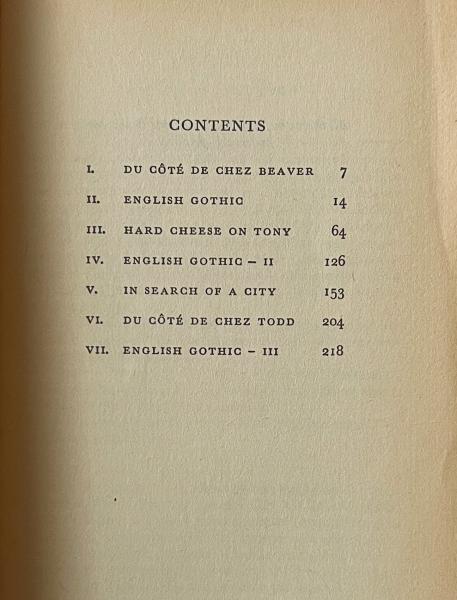 CONTENTS
I. DU CÔTÉ DE CHEZ BEAVER 7
II. ENGLISH GOTHIC 14
III. HARD CHEESE ON TONY 64
IV. ENGLISH GOTHIC – II 126
V. IN SEARCH OF A CITY 153
VI. DU CÔTÉ DE CHEZ TODD 204
VII. ENGLISH GOTHIC – III 218